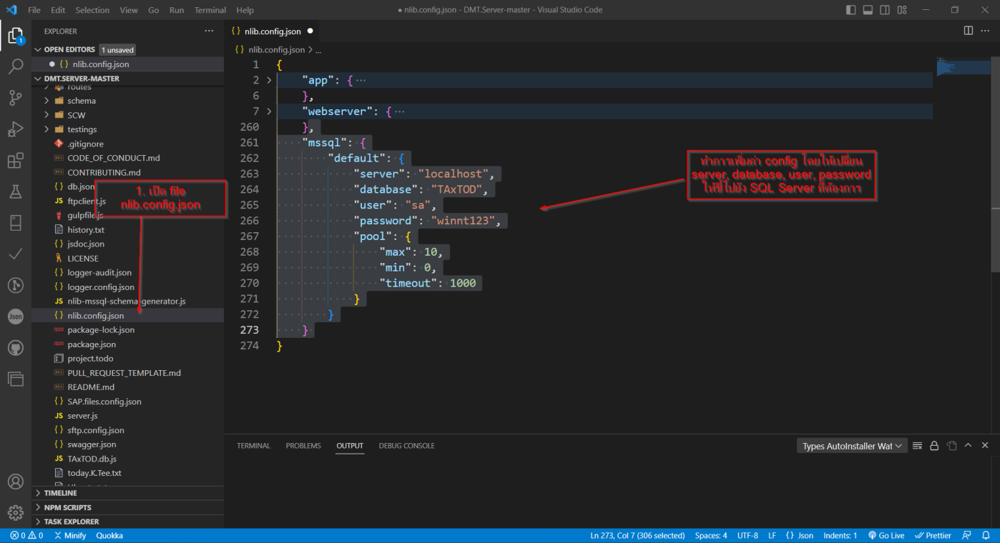 File Edit Selection View Go Run Terminal Help
● nlib.config.json - DMT.Server-master - Visual Studio Code
EXPLORER
OPEN EDITORS 1 unsaved
nlib.config.json
DMT.SERVER-MASTER
routes
schema
SCW
testings
.gitignore
CODE_OF_CONDUCT.md
CONTRIBUTING.md
db.json
ftpclient.js
gulpfile.js
history.txt
jsdoc.json
LICENSE
logger-audit.json
logger.config.json
nlib-mssql-schema-generator.js
nlib.config.json
package-lock.json
package.json
project.todo
PULL_REQUEST_TEMPLATE.md
README.md
SAP.files.config.json
server.js
sftp.config.json
swagger.json
TAxTOD.db.js
today.K.Tee.txt
TIMELINE
NPM SCRIPTS
TASK EXPLORER
1
Json
1. เปิด file
nlib.config.json
nlib.config.json
nlib.config.json > ...
1 {
2 "app": { ...
6 },
7 "webserver": { ...
260 },
261 "mssql": {
262 "default": {
263 "server": "localhost",
264 "database": "TAxTOD",
265 "user": "sa",
266 "password": "winnt123",
267 "pool": {
268 "max": 10,
269 "min": 0,
270 "timeout": 1000
271 }
272 }
273 }
274 }
ทำการเพิ่มค่า config โดยให้เปลี่ยน
server, database, user, password
ให้ชี้ไปยัง SQL Server ที่ต้องการ
TERMINAL PROBLEMS OUTPUT DEBUG CONSOLE
Types AutoInstaller Wat
0 0 Minify Quokka
Ln 273, Col 7 (306 selected) Spaces: 4 UTF-8 LF {} Json Indents: 1 Go Live Prettier